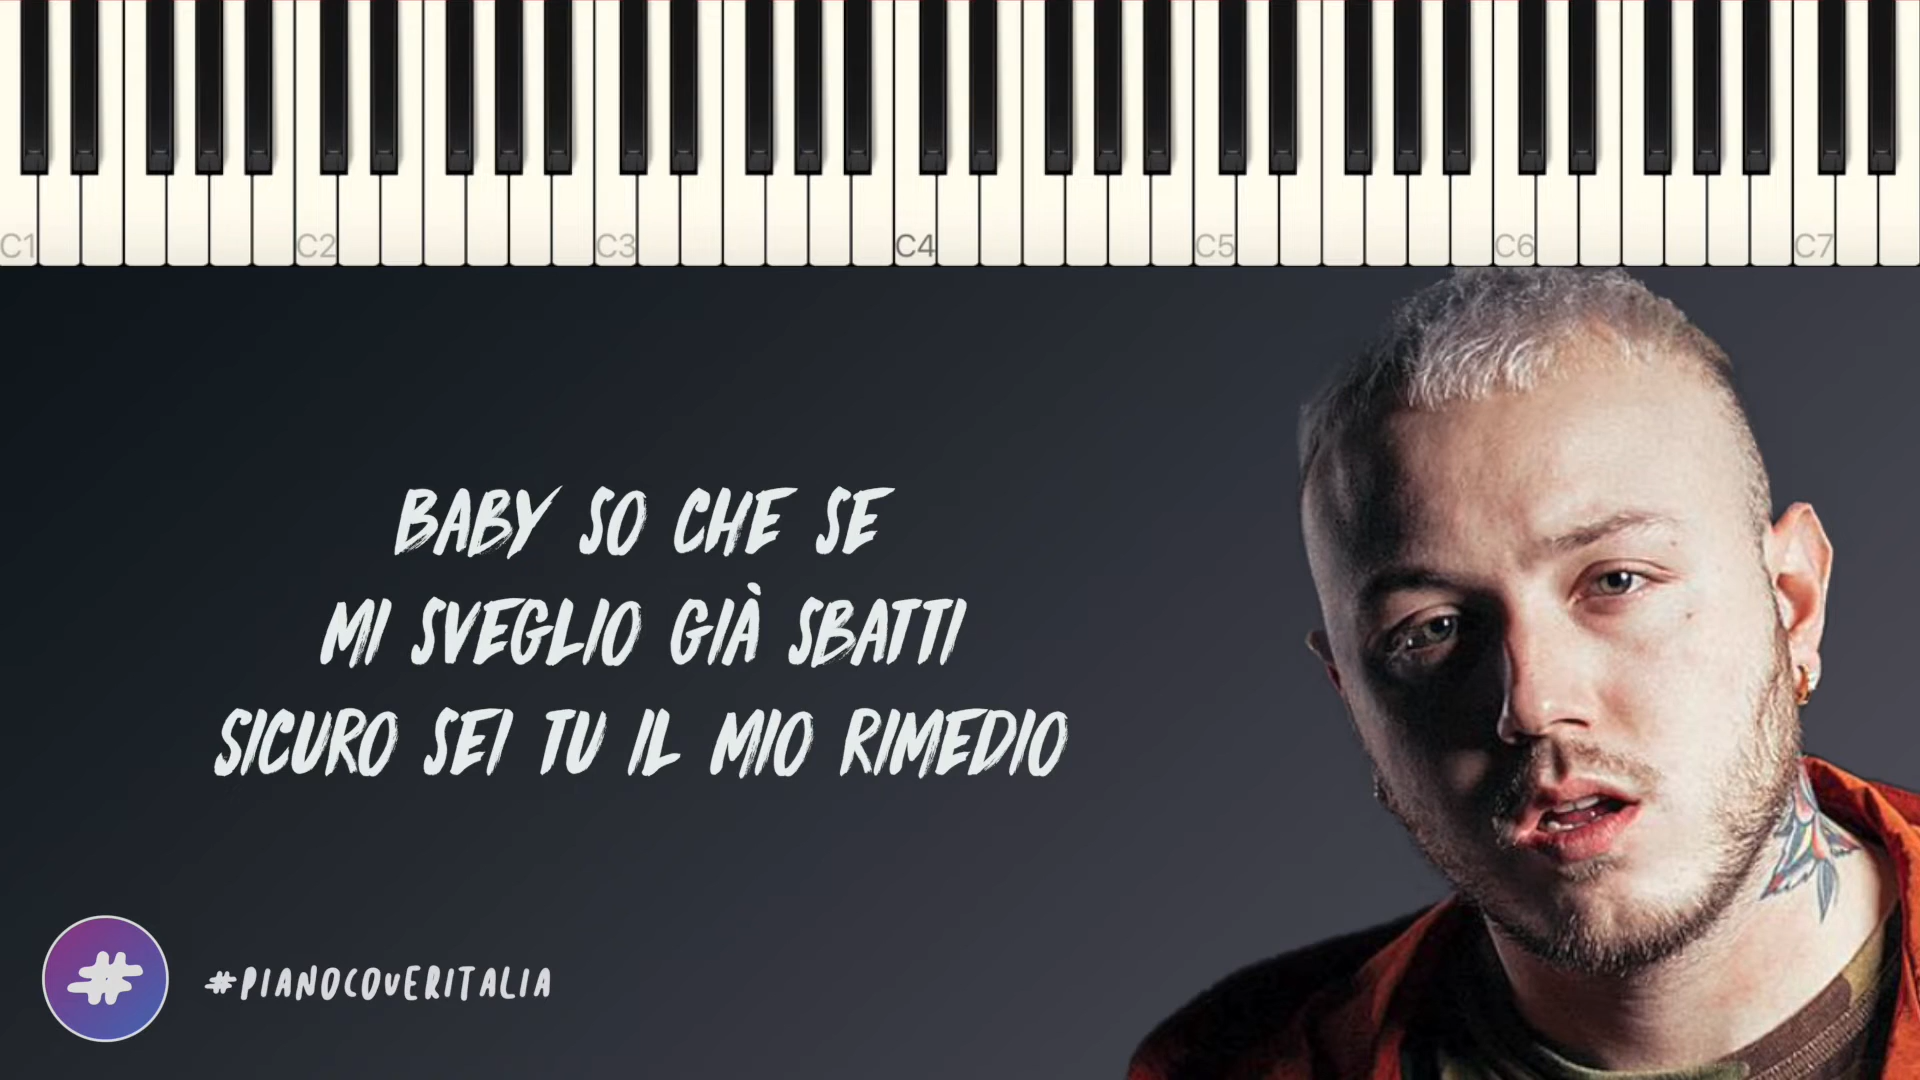 C1 C2 C3 C4 C5 C6 C7
BABY SO CHE SE
MI SVEGLIO GIÀ SBATTI
SICURO SEI TU IL MIO RIMEDIO
# #PIANOCOVERITALIA